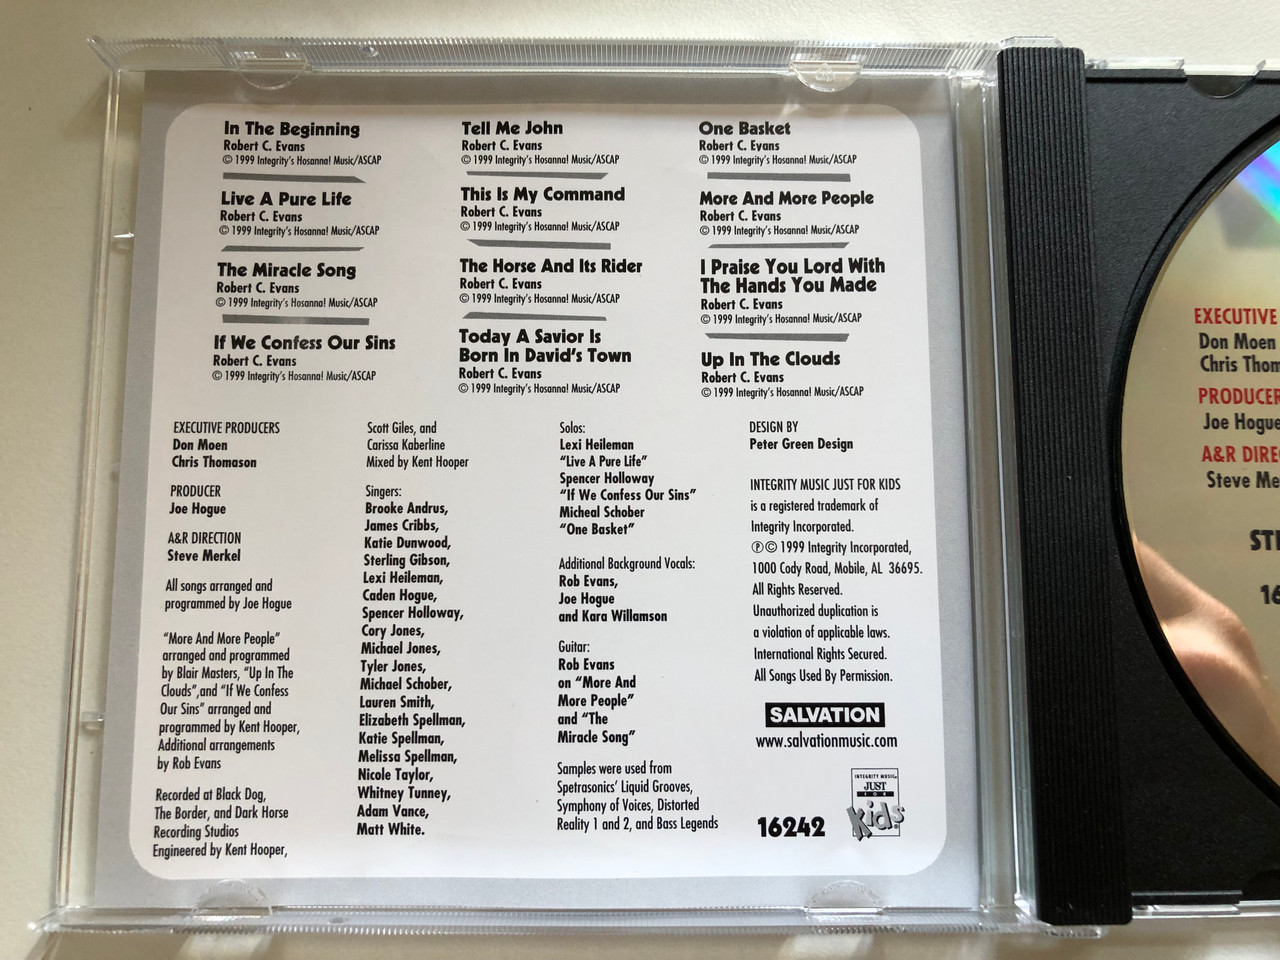 In The Beginning
Robert C. Evans
© 1999 Integrity's Hosanna! Music/ASCAP
Live A Pure Life
Robert C. Evans
© 1999 Integrity's Hosanna! Music/ASCAP
The Miracle Song
Robert C. Evans
© 1999 Integrity's Hosanna! Music/ASCAP
If We Confess Our Sins
Robert C. Evans
© 1999 Integrity's Hosanna! Music/ASCAP
Tell Me John
Robert C. Evans
© 1999 Integrity's Hosanna! Music/ASCAP
This Is My Command
Robert C. Evans
© 1999 Integrity's Hosanna! Music/ASCAP
The Horse And Its Rider
Robert C. Evans
© 1999 Integrity's Hosanna! Music/ASCAP
Today A Savior Is
Born In David's Town
Robert C. Evans
© 1999 Integrity's Hosanna! Music/ASCAP
One Basket
Robert C. Evans
© 1999 Integrity's Hosanna! Music/ASCAP
More And More People
Robert C. Evans
© 1999 Integrity's Hosanna! Music/ASCAP
I Praise You Lord With
The Hands You Made
Robert C. Evans
© 1999 Integrity's Hosanna! Music/ASCAP
Up In The Clouds
Robert C. Evans
© 1999 Integrity's Hosanna! Music/ASCAP
EXECUTIVE PRODUCERS
Don Moen
Chris Thomason
PRODUCER
Joe Hogue
A&R DIRECTION
Steve Merkel
All songs arranged and
programmed by Joe Hogue
"More And More People"
arranged and programmed
by Blair Masters, "Up In The
Clouds",and "If We Confess
Our Sins" arranged and
programmed by Kent Hooper,
Additional arrangements
by Rob Evans
Recorded at Black Dog,
The Border, and Dark Horse
Recording Studios
Engineered by Kent Hooper,
Scott Giles, and
Carissa Kaberline
Mixed by Kent Hooper
Singers:
Brooke Andrus,
James Cribbs,
Katie Dunwood,
Sterling Gibson,
Lexi Heileman,
Caden Hogue,
Spencer Holloway,
Cory Jones,
Michael Jones,
Tyler Jones,
Michael Schober,
Lauren Smith,
Elizabeth Spellman,
Katie Spellman,
Melissa Spellman,
Nicole Taylor,
Whitney Tunney,
Adam Vance,
Matt White.
Solos:
Lexi Heileman
"Live A Pure Life"
Spencer Holloway
"If We Confess Our Sins"
Micheal Schober
"One Basket"
Additional Background Vocals:
Rob Evans,
Joe Hogue
and Kara Willamson
Guitar:
Rob Evans
on "More And
More People"
and "The
Miracle Song"
Samples were used from
Spetrasonics' Liquid Grooves,
Symphony of Voices, Distorted
Reality 1 and 2, and Bass Legends
DESIGN BY
Peter Green Design
INTEGRITY MUSIC JUST FOR KIDS
is a registered trademark of
Integrity Incorporated.
℗© 1999 Integrity Incorporated,
1000 Cody Road, Mobile, AL 36695.
All Rights Reserved.
Unauthorized duplication is
a violation of applicable laws.
International Rights Secured.
All Songs Used By Permission.
SALVATION
www.salvationmusic.com
16242
INTEGRITY MUSIC
JUST
FOR
Kids
EXECUTIVE
Don Moen
Chris Thom
PRODUCER
Joe Hogue
A&R DIRE
Steve Me
16